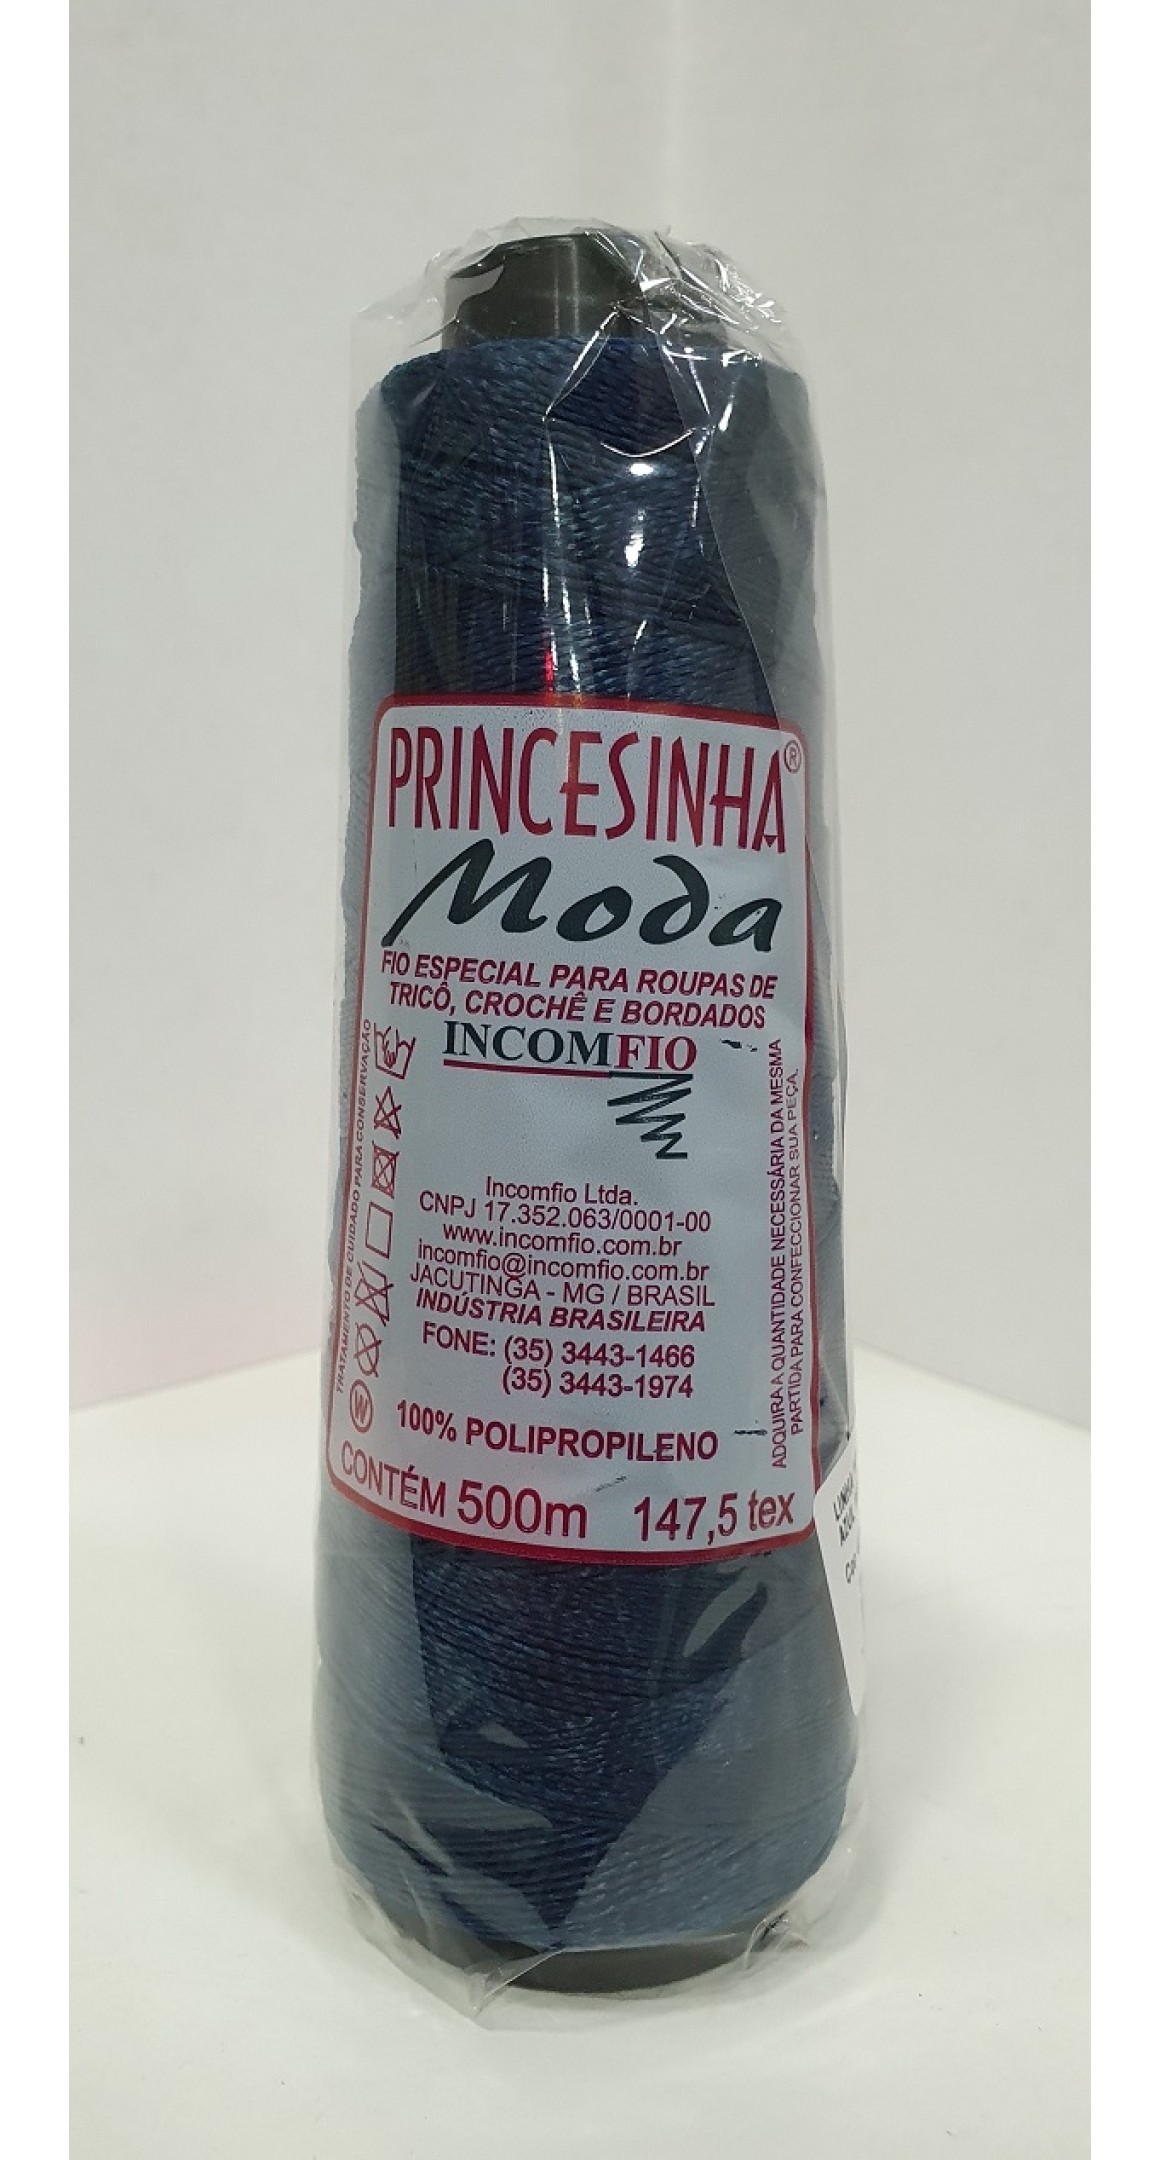 PRINCESINHA®
Moda
FIO ESPECIAL PARA ROUPAS DE
TRICÔ, CROCHÊ E BORDADOS
INCOMFIO
Incomfio Ltda.
CNPJ 17.352.063/0001-00
www.incomfio.com.br
incomfio@incomfio.com.br
JACUTINGA - MG / BRASIL
INDÚSTRIA BRASILEIRA
FONE: (35) 3443-1466
(35) 3443-1974
100% POLIPROPILENO
CONTÉM 500m 147,5 tex
TRATAMENTO DE CUIDADO PARA CONSERVAÇÃO
W
ADQUIRA A QUANTIDADE NECESSÁRIA DA MESMA
PARTIDA PARA CONFECCIONAR SUA PEÇA.